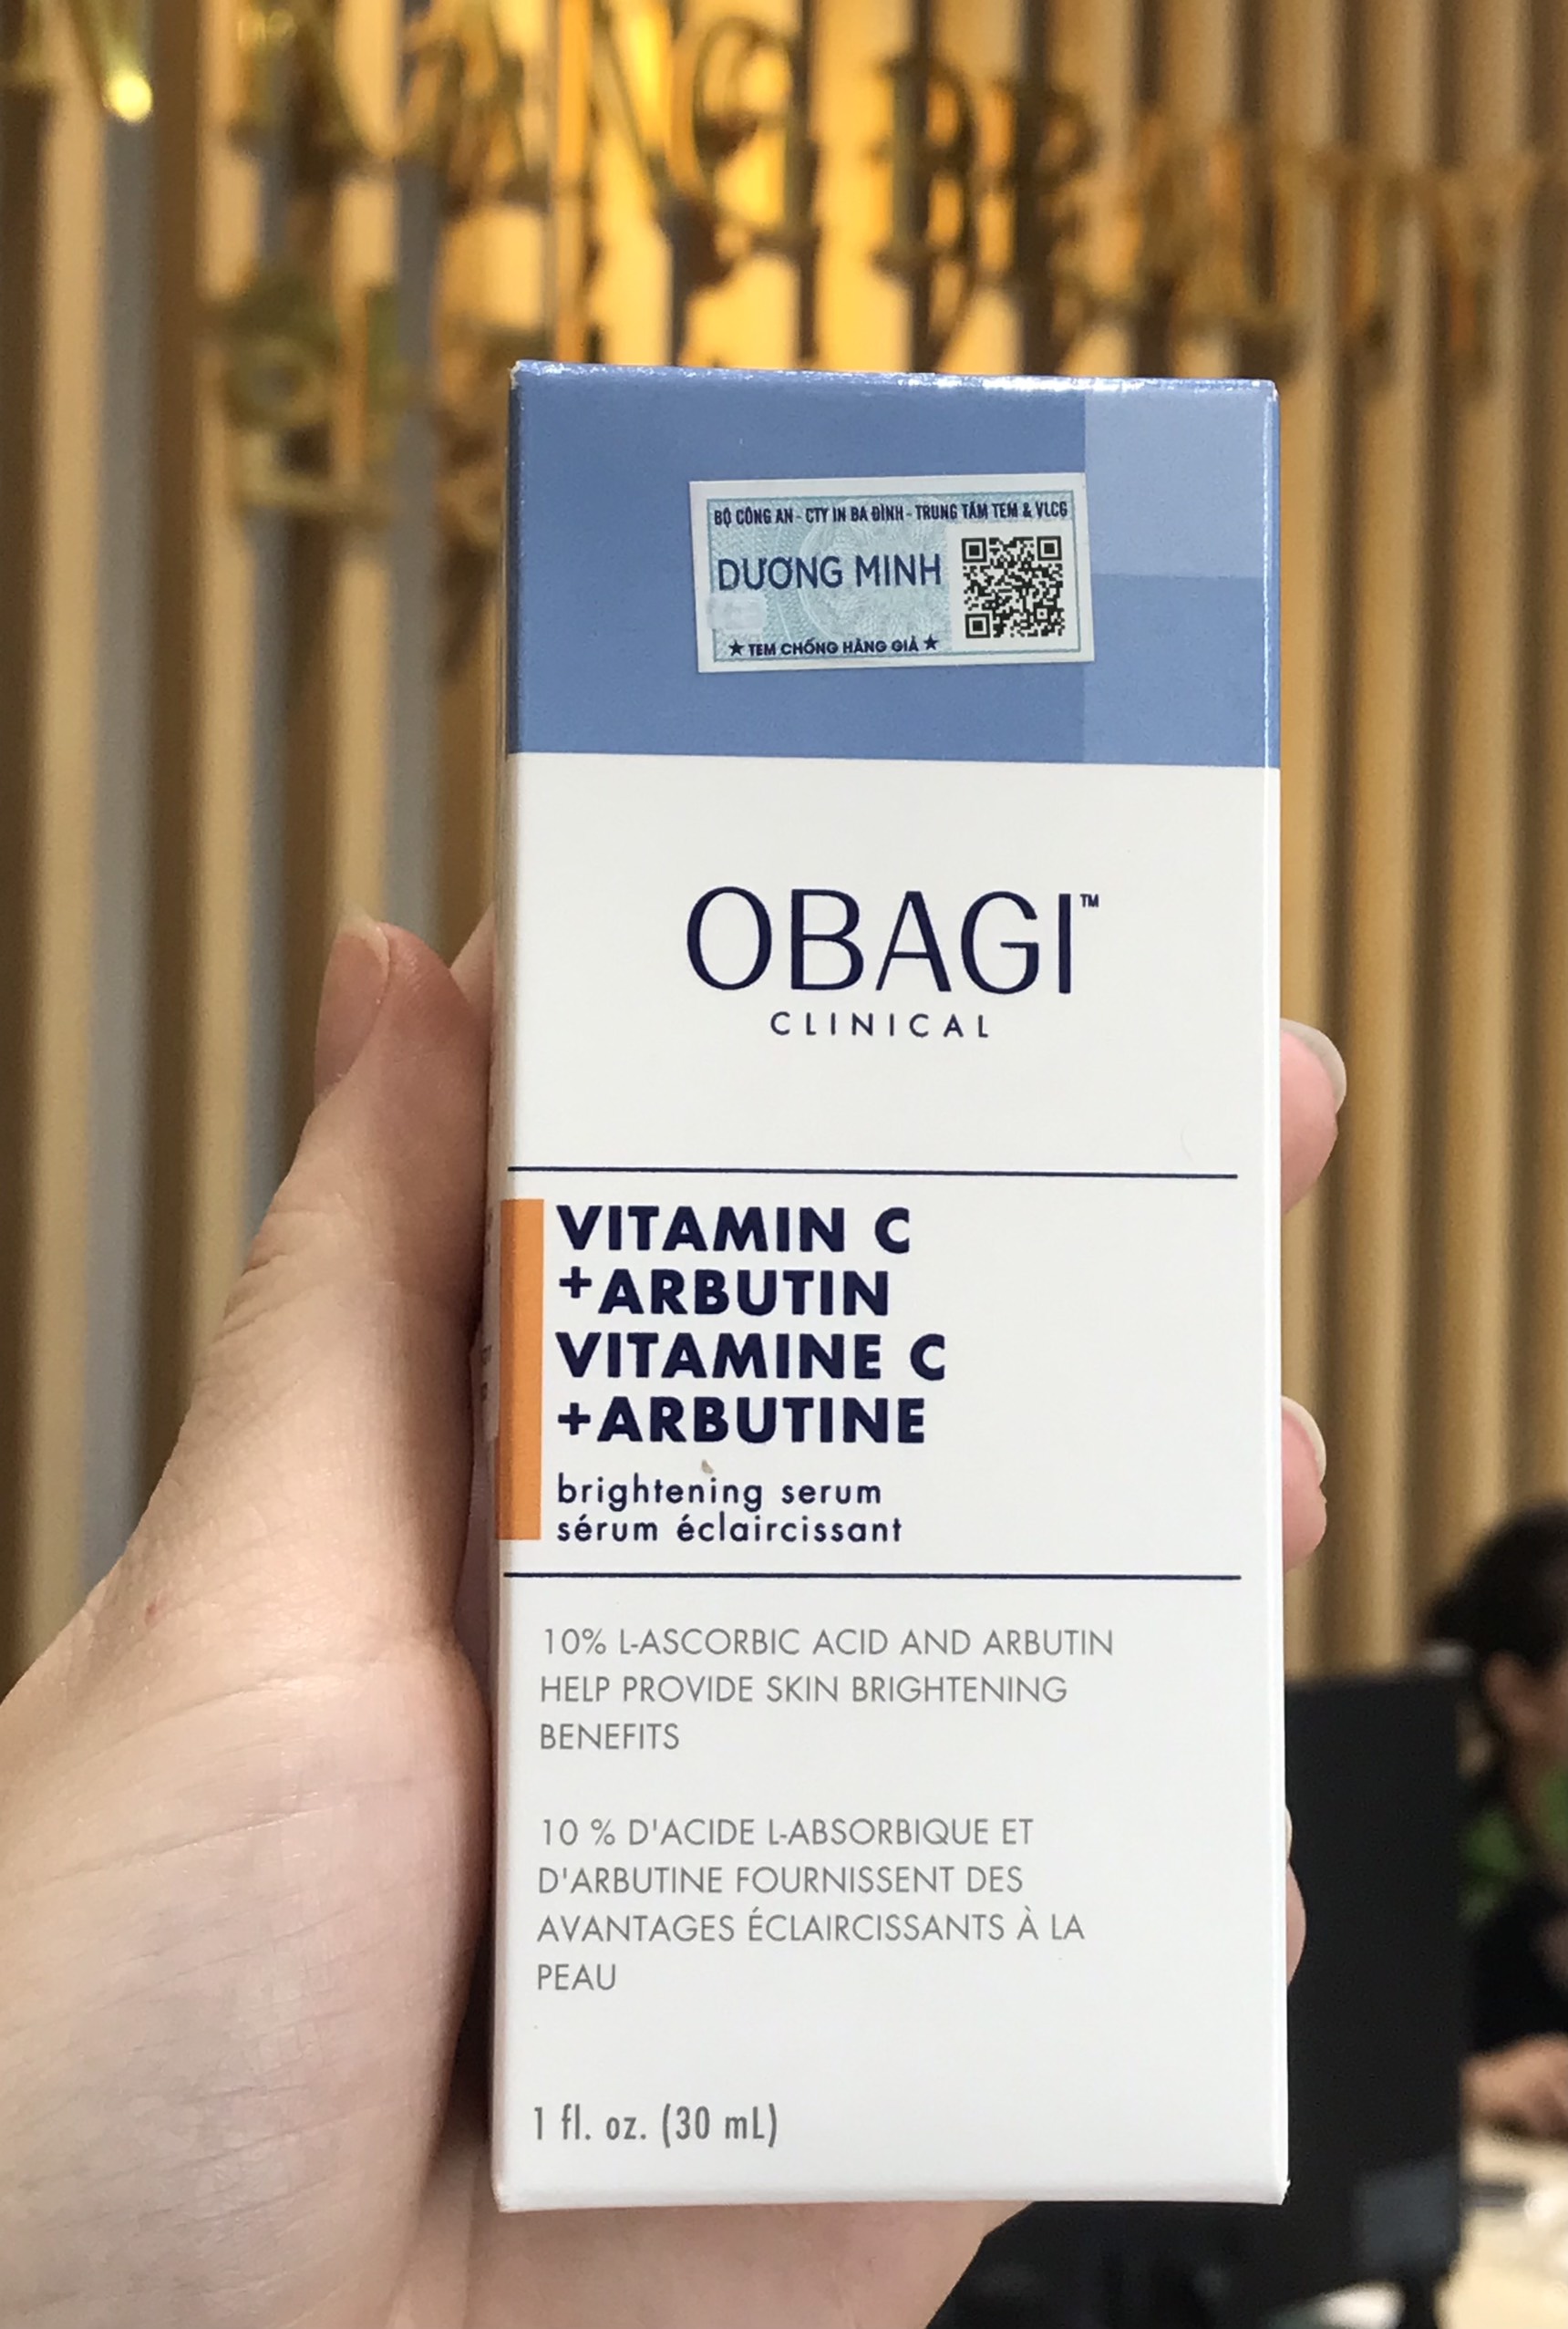 BEAUTY
BỘ CÔNG AN - CTY IN BA ĐÌNH - TRUNG TÂM TEM & VLCG
DƯƠNG MINH
★ TEM CHỐNG HÀNG GIẢ ★
OBAGI™
CLINICAL
VITAMIN C
+ARBUTIN
VITAMINE C
+ARBUTINE
brightening serum
sérum éclaircissant
10% L-ASCORBIC ACID AND ARBUTIN
HELP PROVIDE SKIN BRIGHTENING
BENEFITS
10 % D'ACIDE L-ABSORBIQUE ET
D'ARBUTINE FOURNISSENT DES
AVANTAGES ÉCLAIRCISSANTS À LA
PEAU
1 fl. oz. (30 mL)